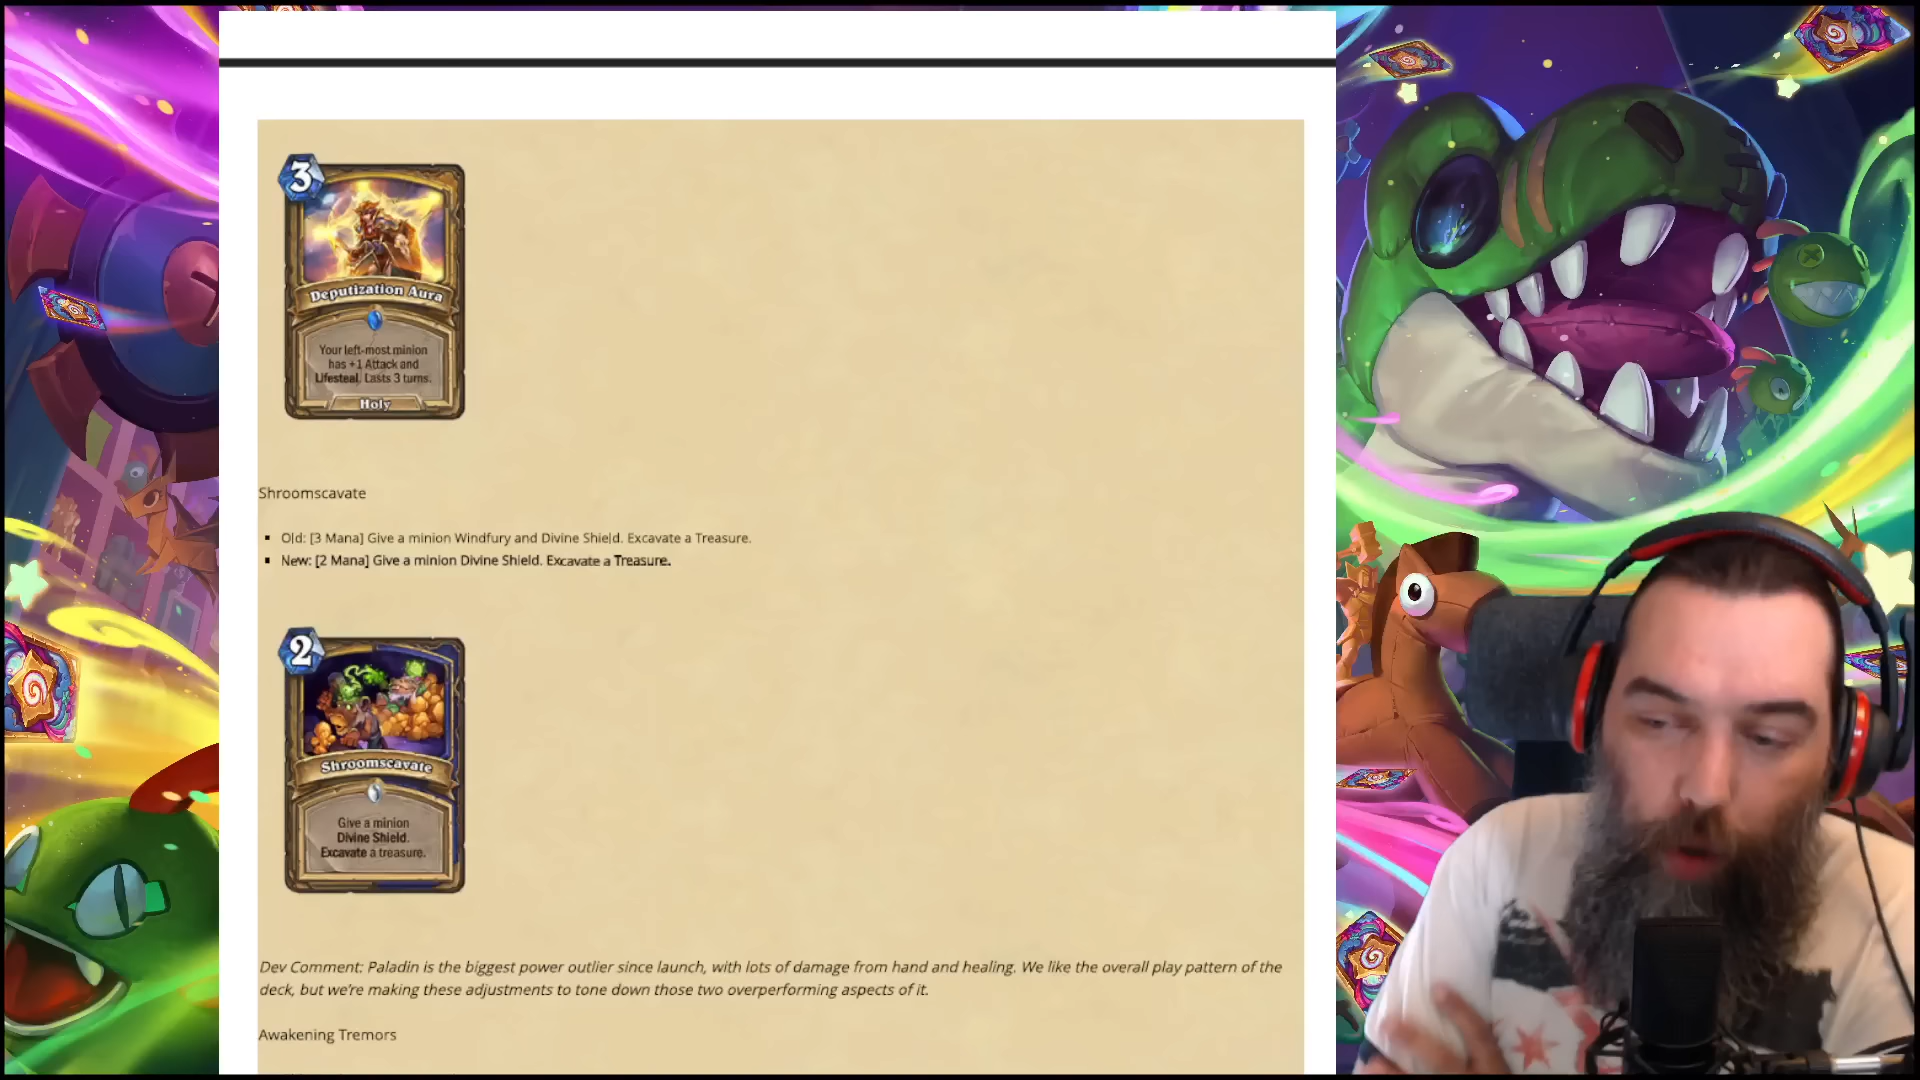 3
Deputization Aura
Your left-most minion
has +1 Attack and
Lifesteal. Lasts 3 turns.
Holy
Shroomscavate
Old: [3 Mana] Give a minion Windfury and Divine Shield. Excavate a Treasure.
New: [2 Mana] Give a minion Divine Shield. Excavate a Treasure.
2
Shroomscavate
Give a minion
Divine Shield.
Excavate a treasure.
Dev Comment: Paladin is the biggest power outlier since launch, with lots of damage from hand and healing. We like the overall play pattern of the
deck, but we're making these adjustments to tone down those two overperforming aspects of it.
Awakening Tremors